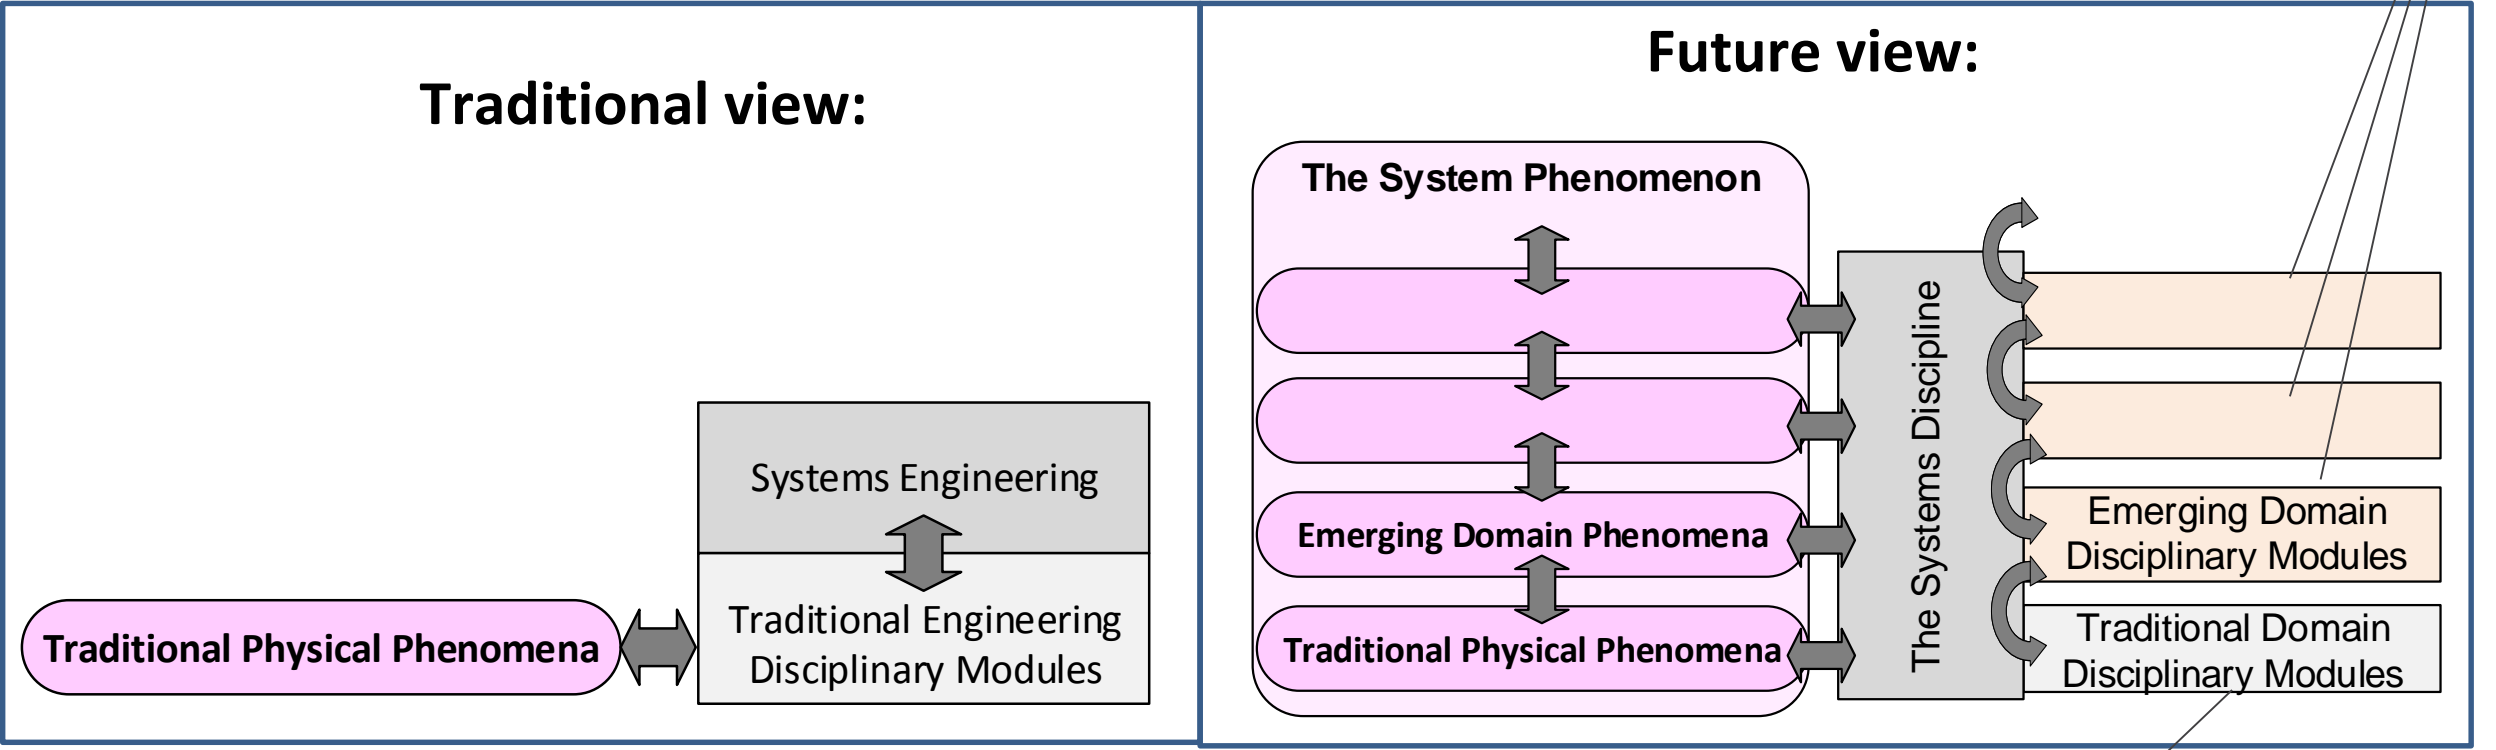 Traditional view:
Systems Engineering
Traditional Engineering
Disciplinary Modules
Traditional Physical Phenomena
Future view:
The System Phenomenon
Emerging Domain Phenomena
Traditional Physical Phenomena
The Systems Discipline
Emerging Domain
Disciplinary Modules
Traditional Domain
Disciplinary Modules